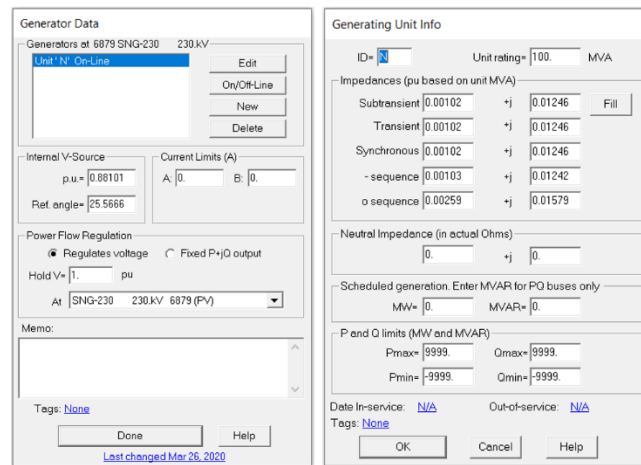 Generator Data
Generators at 6879 SNG-230 230.kV
Unit ' N' On-Line
Edit
On/Off-Line
New
Delete
Internal V-Source
p.u.= 0.88101
Ref. angle= 25.5666
Current Limits (A)
A: 0. B: 0.
Power Flow Regulation
Regulates voltage Fixed P+jQ output
Hold V= 1. pu
At SNG-230 230.kV 6879 (PV)
Memo:
Tags: None
Done Help
Last changed Mar 26, 2020
Generating Unit Info
ID= N Unit rating= 100. MVA
Impedances (pu based on unit MVA)
Subtransient 0.00102 +j 0.01246 Fill
Transient 0.00102 +j 0.01246
Synchronous 0.00102 +j 0.01246
- sequence 0.00103 +j 0.01242
o sequence 0.00259 +j 0.01579
Neutral Impedance (in actual Ohms)
0. +j 0.
Scheduled generation. Enter MVAR for PQ buses only
MW= 0. MVAR= 0.
P and Q limits (MW and MVAR)
Pmax= 9999. Qmax= 9999.
Pmin= -9999. Qmin= -9999.
Date In-service: N/A Out-of-service: N/A
Tags: None
OK Cancel Help